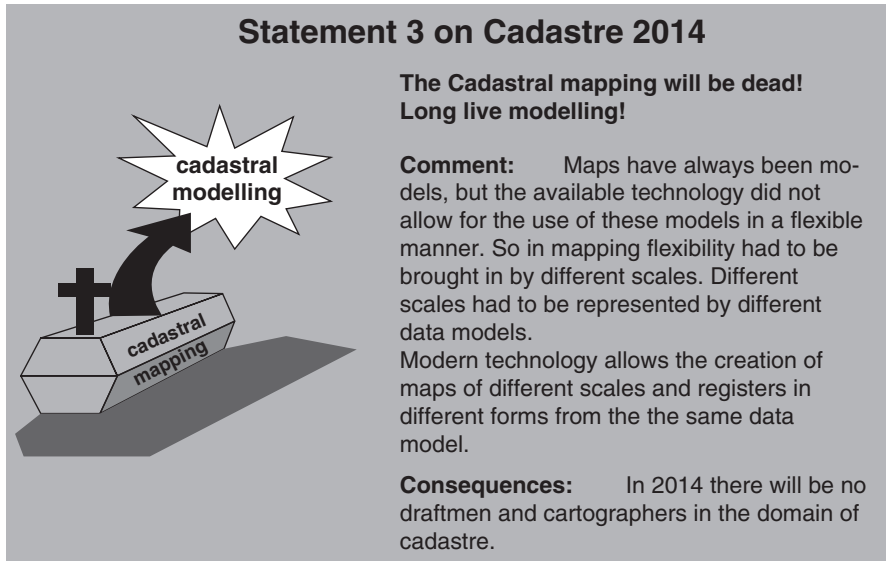 Statement 3 on Cadastre 2014
cadastral
modelling
cadastral
mapping
The Cadastral mapping will be dead!
Long live modelling!
Comment: Maps have always been mo-
dels, but the available technology did not
allow for the use of these models in a flexible
manner. So in mapping flexibility had to be
brought in by different scales. Different
scales had to be represented by different
data models.
Modern technology allows the creation of
maps of different scales and registers in
different forms from the the same data
model.
Consequences: In 2014 there will be no
draftmen and cartographers in the domain of
cadastre.